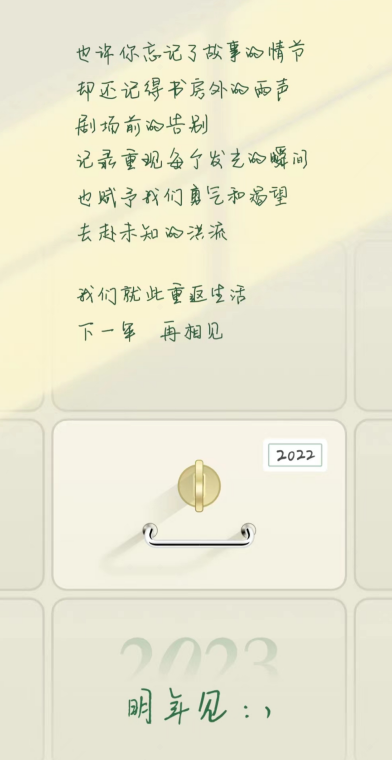 也许你忘记了故事的情节
却还记得书房外的雨声
剧场前的告别
记录重现每个发光的瞬间
也赋予我们勇气和渴望
去赴未知的洪流
我们就此重返生活
下一年 再相见
2022
2023
明年见：，